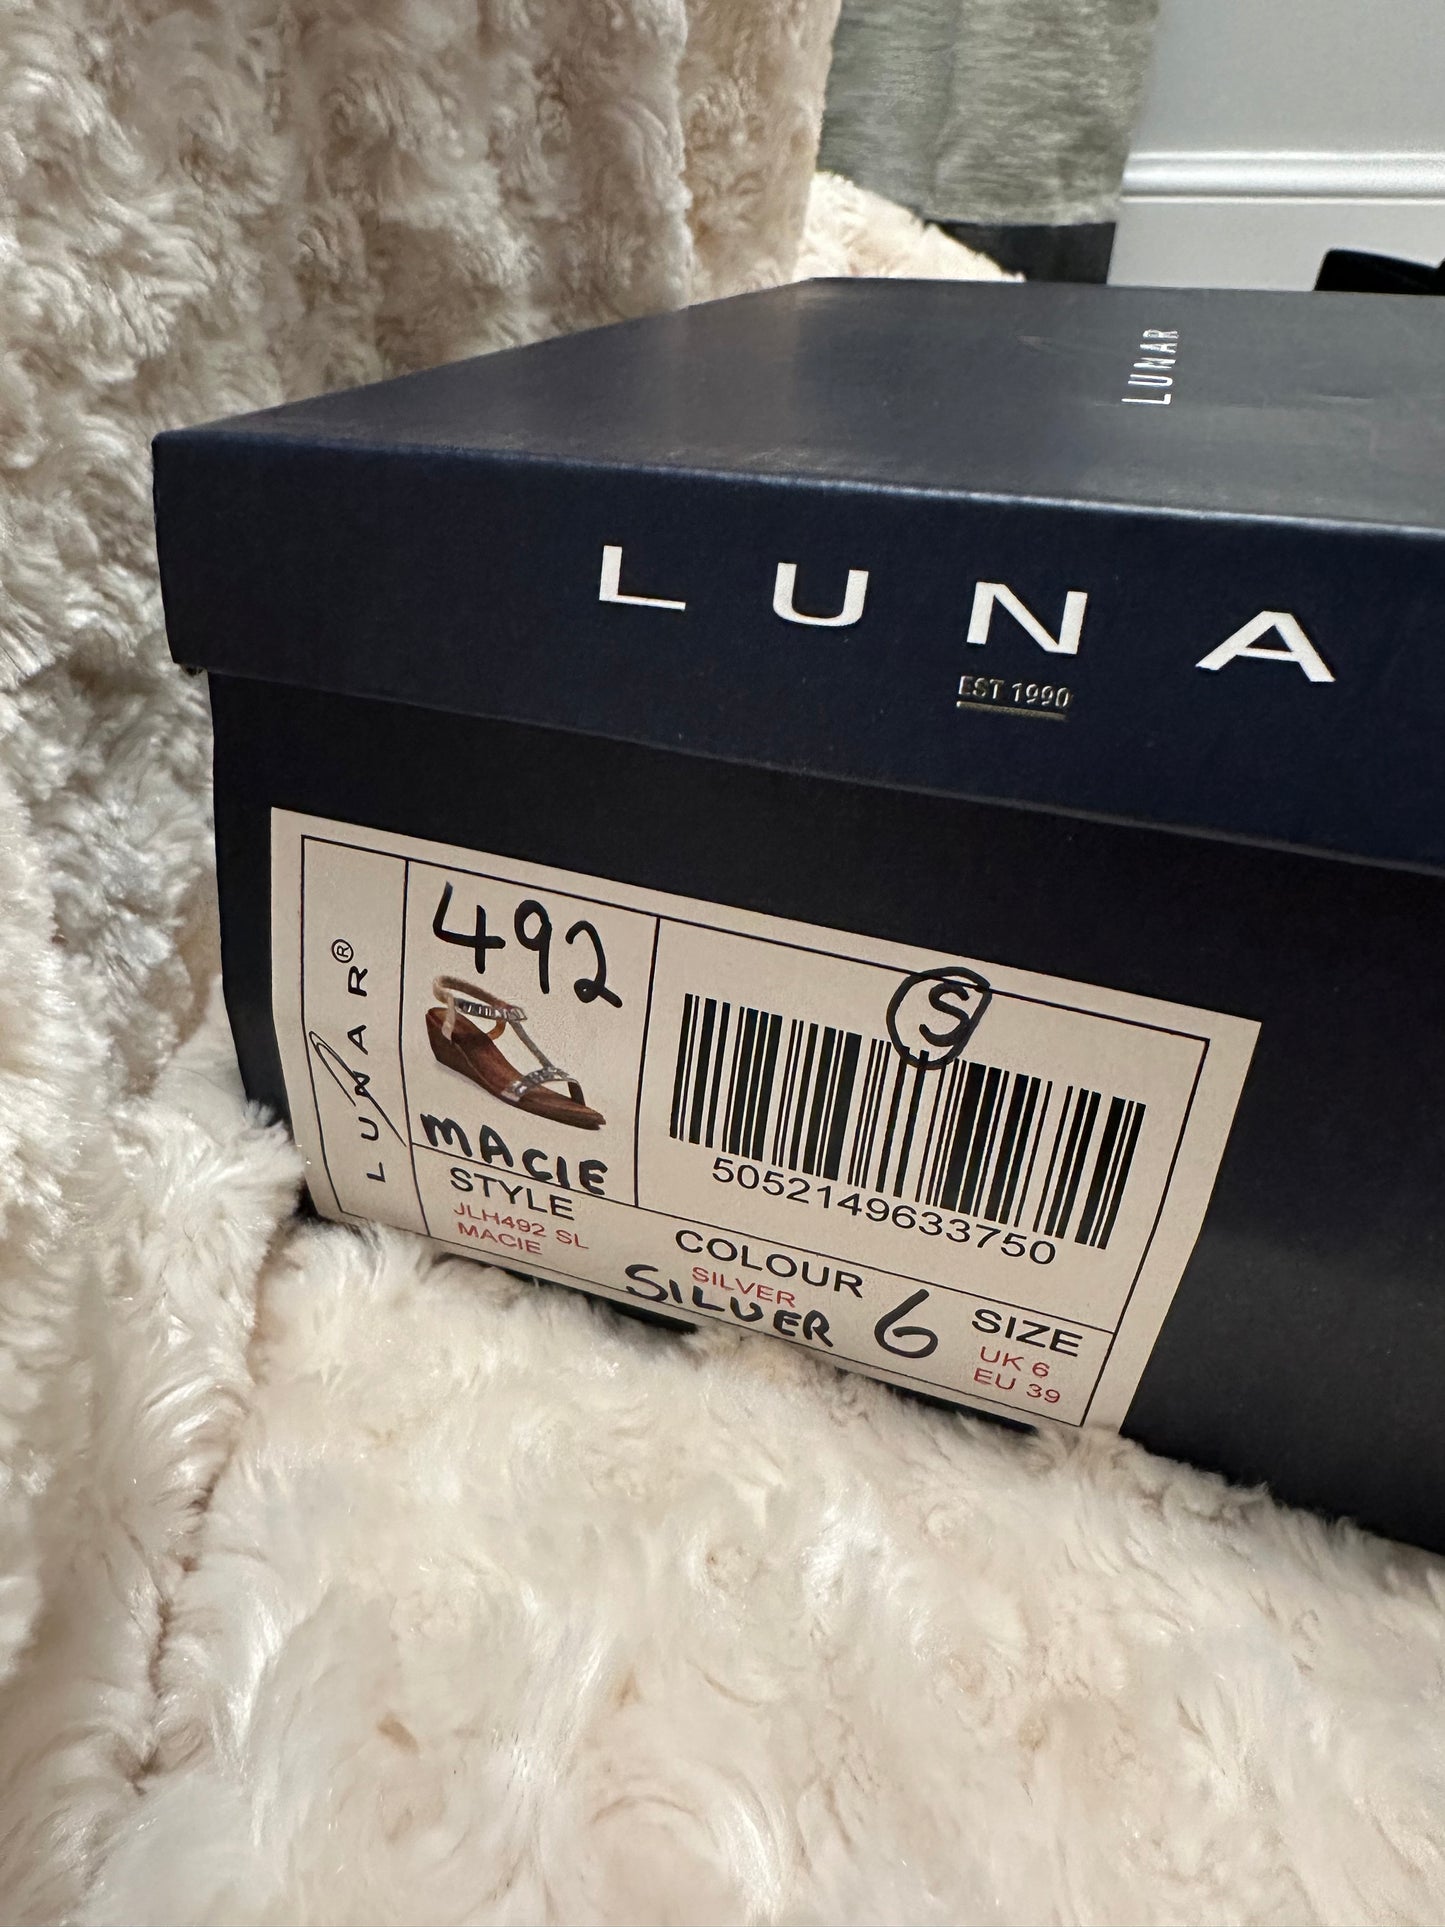 LUNAR
LUNA
EST 1990
LUNAR®
492
S
MACIE
5052149633750
STYLE
JLH492 SL
MACIE
COLOUR
SILVER
SILVER
6
SIZE
UK 6
EU 39